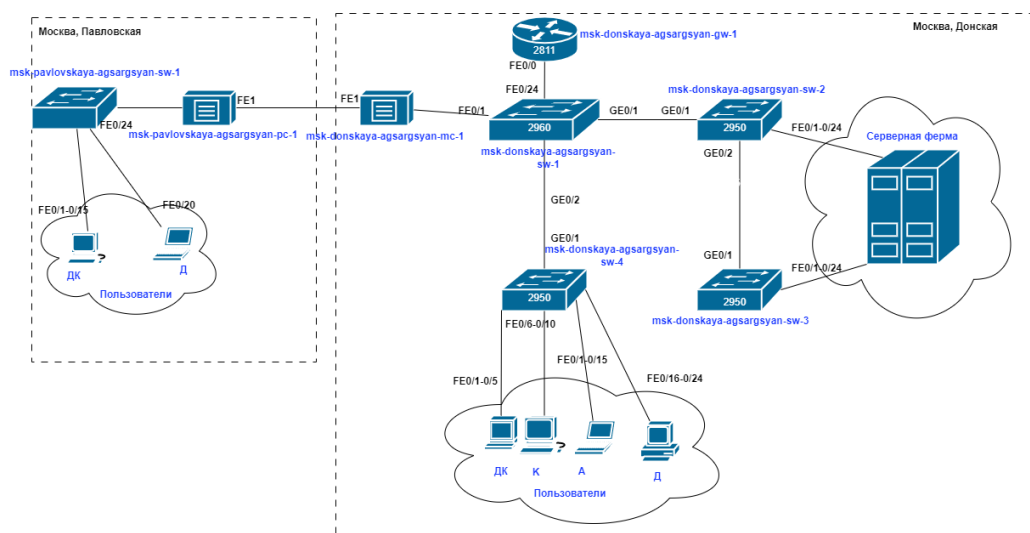 Москва, Павловская
msk-pavlovskaya-agsargsyan-sw-1
FE0/24
FE1
msk-pavlovskaya-agsargsyan-pc-1
FE0/1-0/15
FE0/20
ДК
?
Д
Пользователи
Москва, Донская
msk-donskaya-agsargsyan-gw-1
2811
FE0/0
FE0/24
FE1
FE0/1
msk-donskaya-agsargsyan-mc-1
2960
msk-donskaya-agsargsyan-
sw-1
GE0/1
GE0/1
msk-donskaya-agsargsyan-sw-2
2950
FE0/1-0/24
GE0/2
Серверная ферма
GE0/2
GE0/1
msk-donskaya-agsargsyan-
sw-4
2950
GE0/1
2950
FE0/1-0/24
msk-donskaya-agsargsyan-sw-3
FE0/6-0/10
FE0/1-0/15
FE0/1-0/5
FE0/16-0/24
ДК
К
?
А
Д
Пользователи